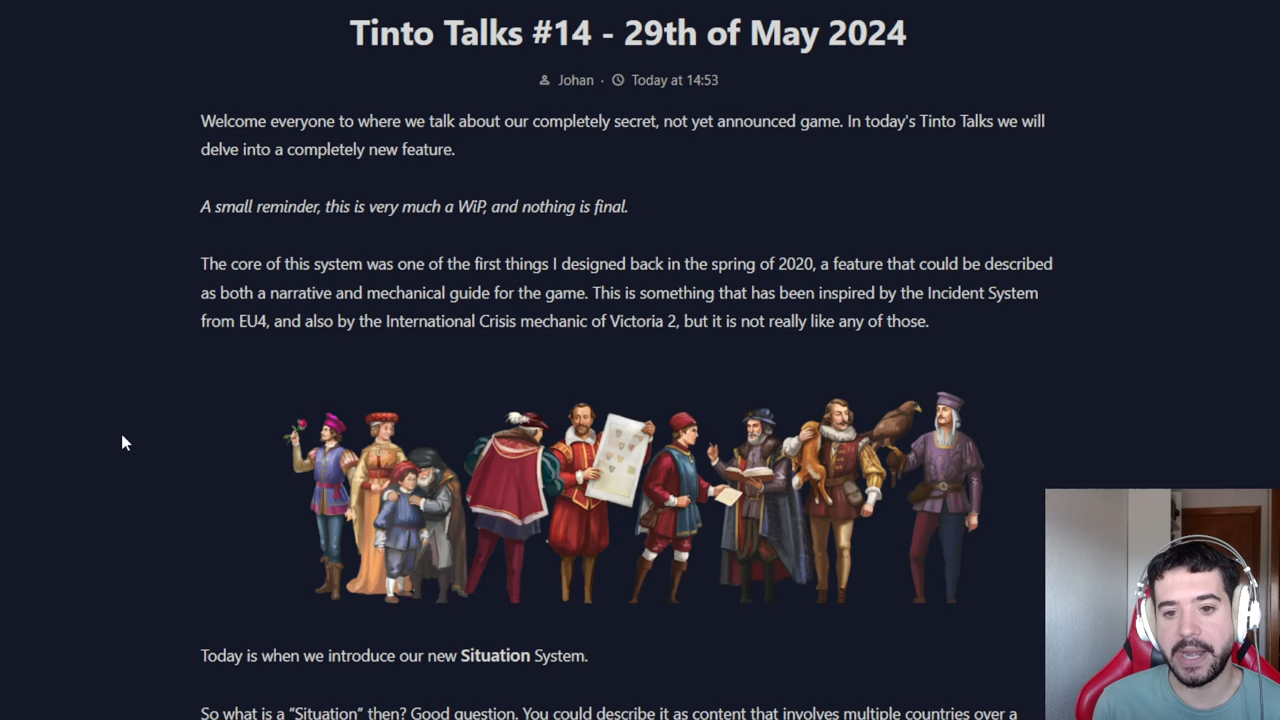 Tinto Talks #14 - 29th of May 2024
Johan · Today at 14:53
Welcome everyone to where we talk about our completely secret, not yet announced game. In today's Tinto Talks we will
delve into a completely new feature.
A small reminder, this is very much a WiP, and nothing is final.
The core of this system was one of the first things I designed back in the spring of 2020, a feature that could be described
as both a narrative and mechanical guide for the game. This is something that has been inspired by the Incident System
from EU4, and also by the International Crisis mechanic of Victoria 2, but it is not really like any of those.
Today is when we introduce our new Situation System.
So what is a “Situation” then? Good question. You could describe it as content that involves multiple countries over a